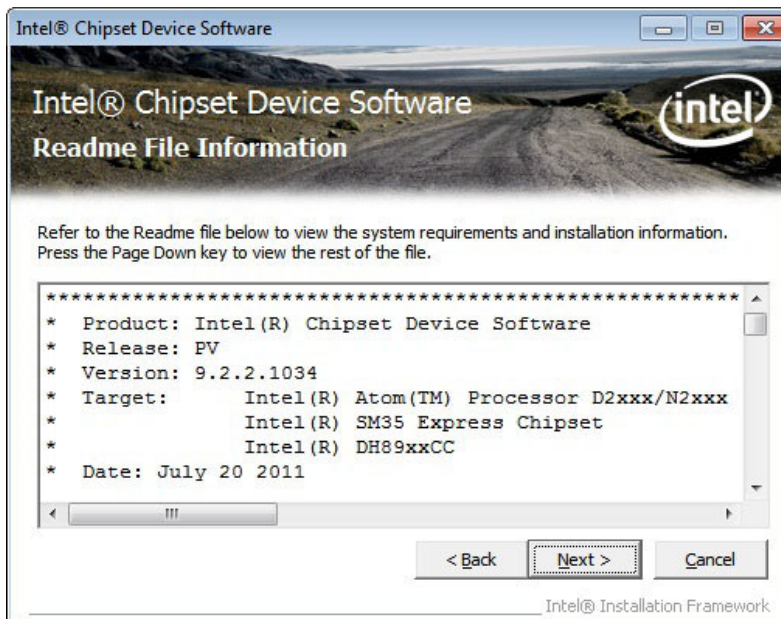 Intel® Chipset Device Software
Intel® Chipset Device Software
intel
Readme File Information
Refer to the Readme file below to view the system requirements and installation information.
Press the Page Down key to view the rest of the file.
********************************************************
* Product: Intel(R) Chipset Device Software
* Release: PV
* Version: 9.2.2.1034
* Target: Intel(R) Atom(TM) Processor D2xxx/N2xxx
* Intel(R) SM35 Express Chipset
* Intel(R) DH89xxCC
* Date: July 20 2011
< Back Next > Cancel
Intel® Installation Framework